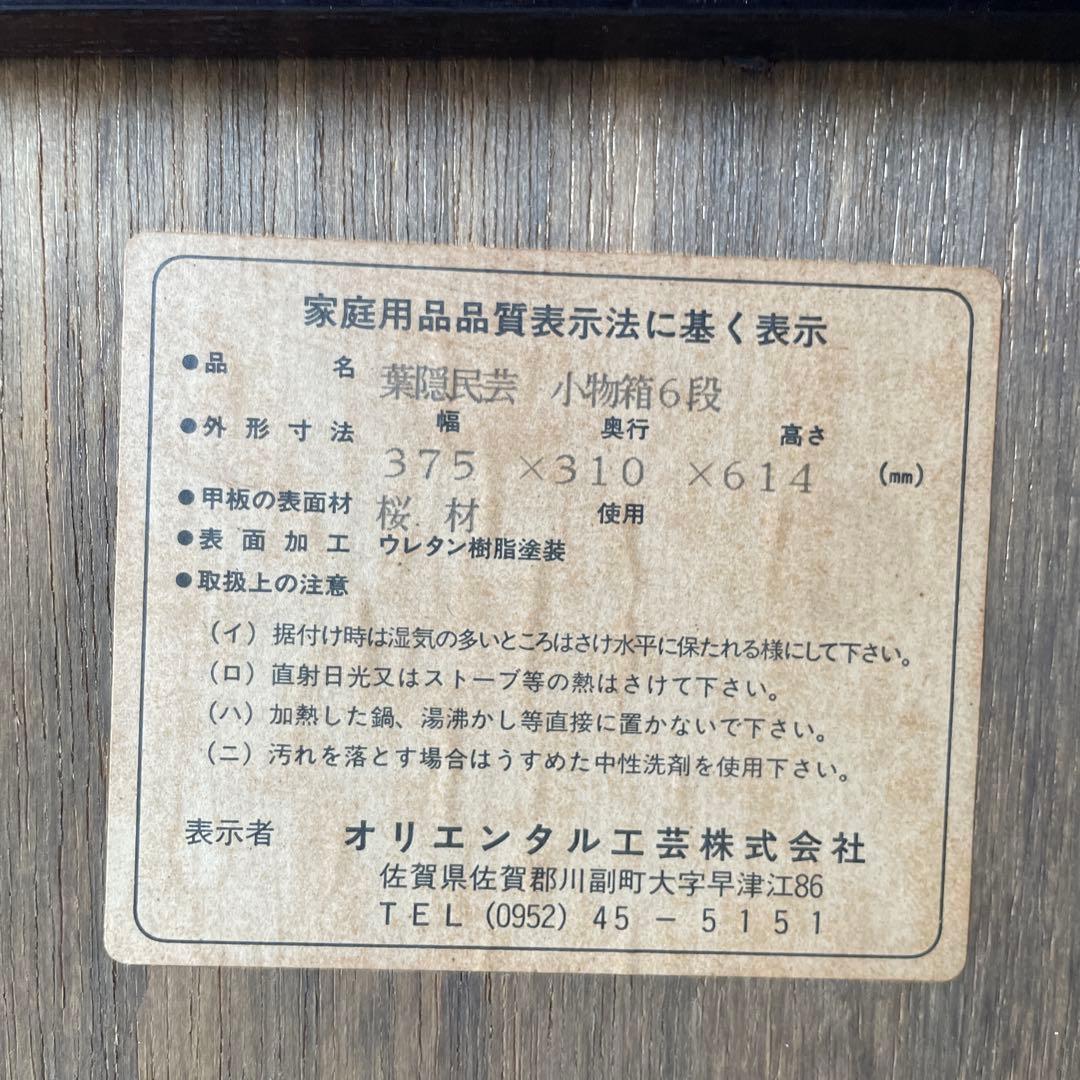 家庭用品品質表示法に基く表示
●品名 葉隠民芸 小物箱6段
幅 奥行 高さ
●外形寸法 375 ×310 ×614 (mm)
●甲板の表面材 桜材 使用
●表面加工 ウレタン樹脂塗装
●取扱上の注意
(イ) 据付け時は湿気の多いところはさけ水平に保たれる様にして下さい。
(ロ) 直射日光又はストーブ等の熱はさけて下さい。
(ハ) 加熱した鍋、湯沸かし等直接に置かないで下さい。
(ニ) 汚れを落とす場合はうすめた中性洗剤を使用下さい。
表示者 オリエンタル工芸株式会社
佐賀県佐賀郡川副町大字早津江86
TEL (0952) 45-5151